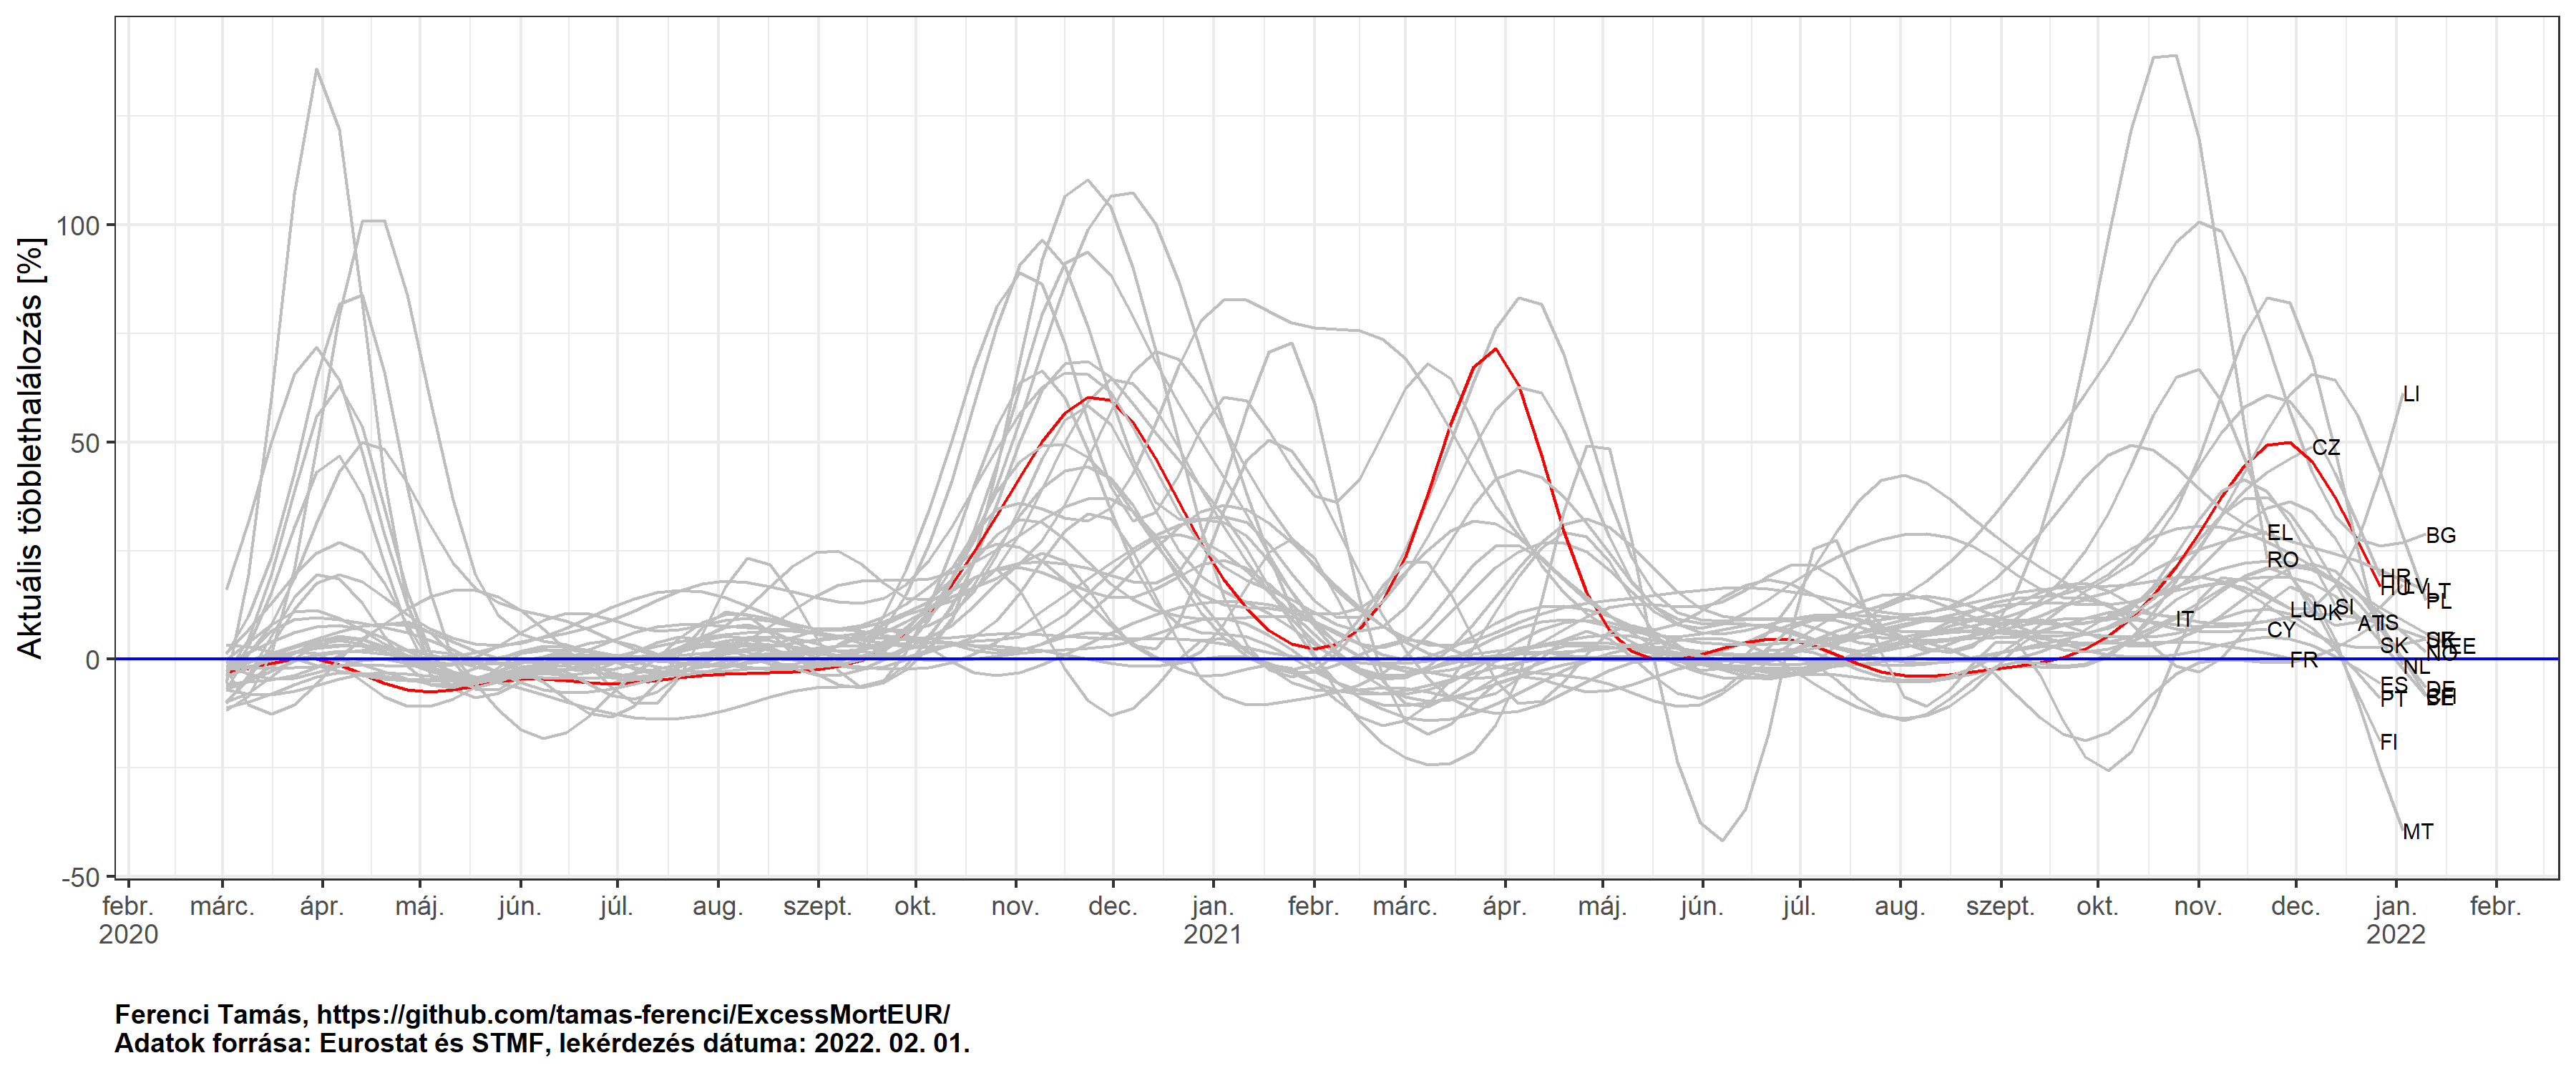 Aktuális többlethalálozás [%]
100
50
0
-50
LI
CZ
BG
EL
RO
HR
HU
LV
LT
PL
IT
LU
DK
SI
AT
IS
CY
SK
EE
NO
FR
NL
ES
PT
DE
FI
MT
febr. márc. ápr. máj. jún. júl. aug. szept. okt. nov. dec. jan. febr. márc. ápr. máj. jún. júl. aug. szept. okt. nov. dec. jan. febr.
2020 2021 2022
Ferenci Tamás, https://github.com/tamas-ferenci/ExcessMortEUR/
Adatok forrása: Eurostat és STMF, lekérdezés dátuma: 2022. 02. 01.